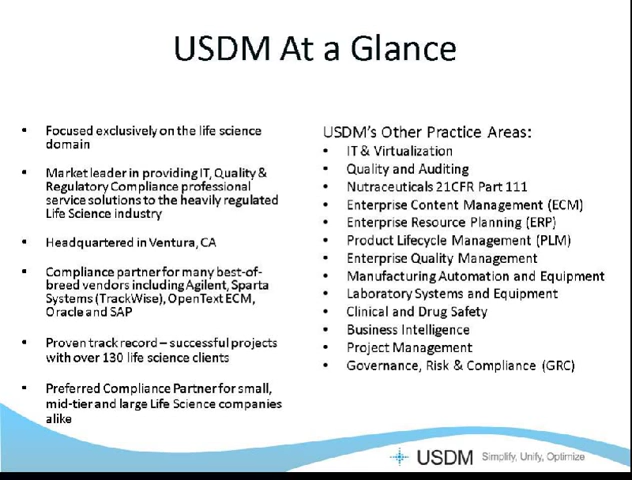 USDM At a Glance
• Focused exclusively on the life science
domain
• Market leader in providing IT, Quality &
Regulatory Compliance professional
service solutions to the heavily regulated
Life Science industry
• Headquartered in Ventura, CA
• Compliance partner for many best-of-
breed vendors including Agilent, Sparta
Systems (TrackWise), OpenText ECM,
Oracle and SAP
• Proven track record – successful projects
with over 130 life science clients
• Preferred Compliance Partner for small,
mid-tier and large Life Science companies
alike
USDM's Other Practice Areas:
• IT & Virtualization
• Quality and Auditing
• Nutraceuticals 21CFR Part 111
• Enterprise Content Management (ECM)
• Enterprise Resource Planning (ERP)
• Product Lifecycle Management (PLM)
• Enterprise Quality Management
• Manufacturing Automation and Equipment
• Laboratory Systems and Equipment
• Clinical and Drug Safety
• Business Intelligence
• Project Management
• Governance, Risk & Compliance (GRC)
USDM Simplify, Unify, Optimize